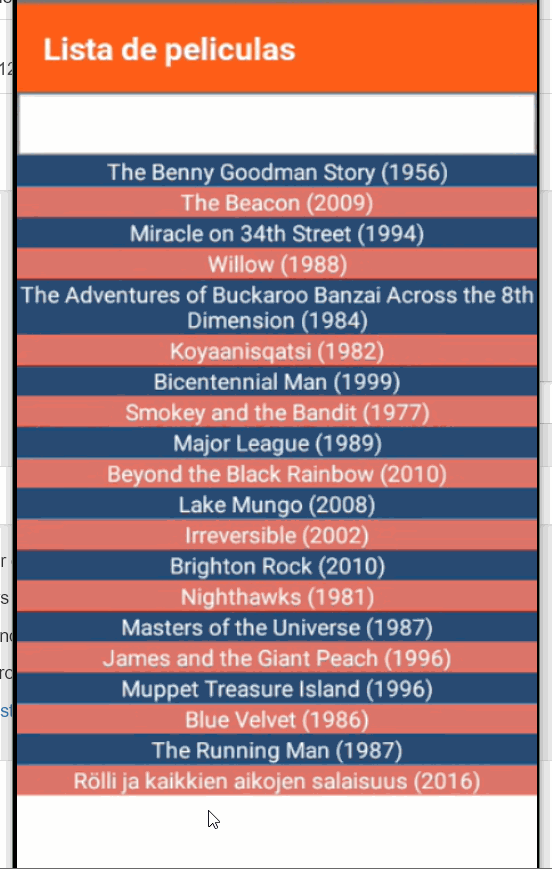 Lista de peliculas
The Benny Goodman Story (1956)
The Beacon (2009)
Miracle on 34th Street (1994)
Willow (1988)
The Adventures of Buckaroo Banzai Across the 8th
Dimension (1984)
Koyaanisqatsi (1982)
Bicentennial Man (1999)
Smokey and the Bandit (1977)
Major League (1989)
Beyond the Black Rainbow (2010)
Lake Mungo (2008)
Irreversible (2002)
Brighton Rock (2010)
Nighthawks (1981)
Masters of the Universe (1987)
James and the Giant Peach (1996)
Muppet Treasure Island (1996)
Blue Velvet (1986)
The Running Man (1987)
Rölli ja kaikkien aikojen salaisuus (2016)